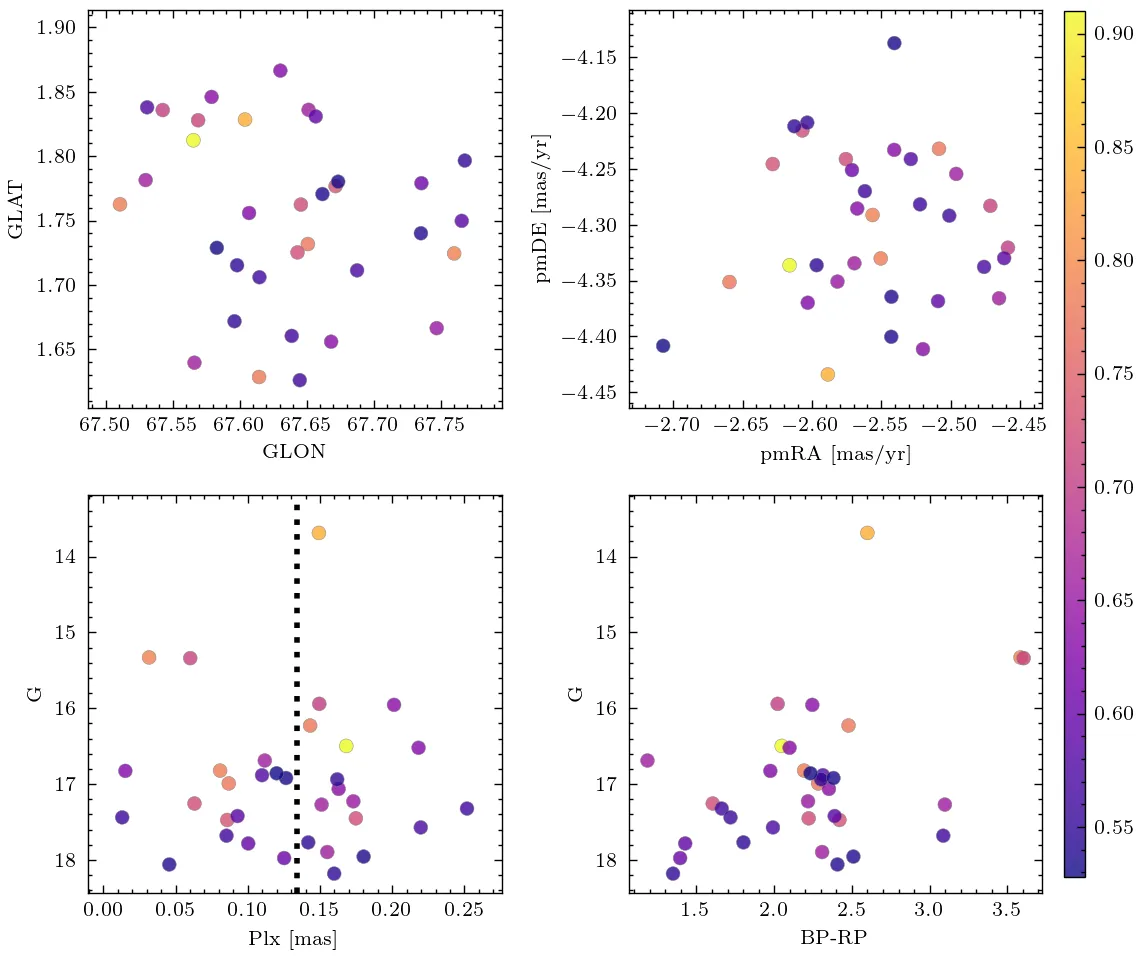 1.90
1.85
1.80
1.75
1.70
1.65
GLAT
67.50 67.55 67.60 67.65 67.70 67.75
GLON
−4.15
−4.20
−4.25
−4.30
−4.35
−4.40
−4.45
pmDE [mas/yr]
−2.70 −2.65 −2.60 −2.55 −2.50 −2.45
pmRA [mas/yr]
14
15
16
17
18
G
0.00 0.05 0.10 0.15 0.20 0.25
Plx [mas]
14
15
16
17
18
G
1.5 2.0 2.5 3.0 3.5
BP-RP
0.90
0.85
0.80
0.75
0.70
0.65
0.60
0.55